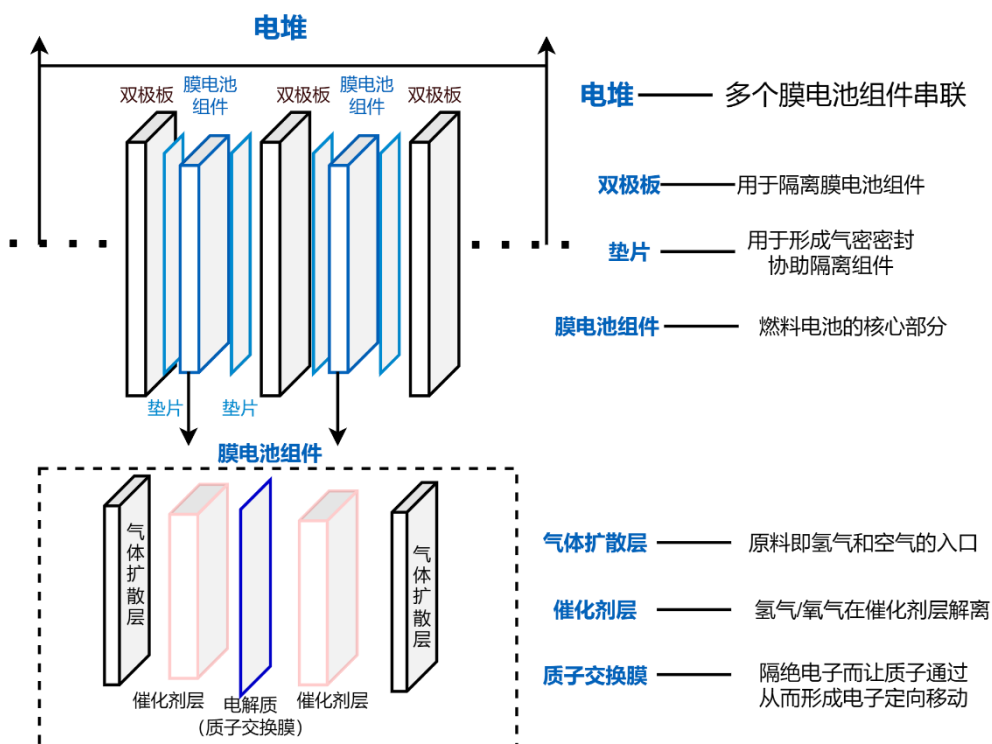 电堆
双极板
膜电池
组件
双极板
膜电池
组件
双极板
垫片
垫片
膜电池组件
气体扩散层
催化剂层
电解质
(质子交换膜)
催化剂层
气体扩散层
电堆 多个膜电池组件串联
双极板 用于隔离膜电池组件
垫片 用于形成气密密封
协助隔离组件
膜电池组件 燃料电池的核心部分
气体扩散层 原料即氢气和空气的入口
催化剂层 氢气/氧气在催化剂层解离
质子交换膜 隔绝电子而让质子通过
从而形成电子定向移动